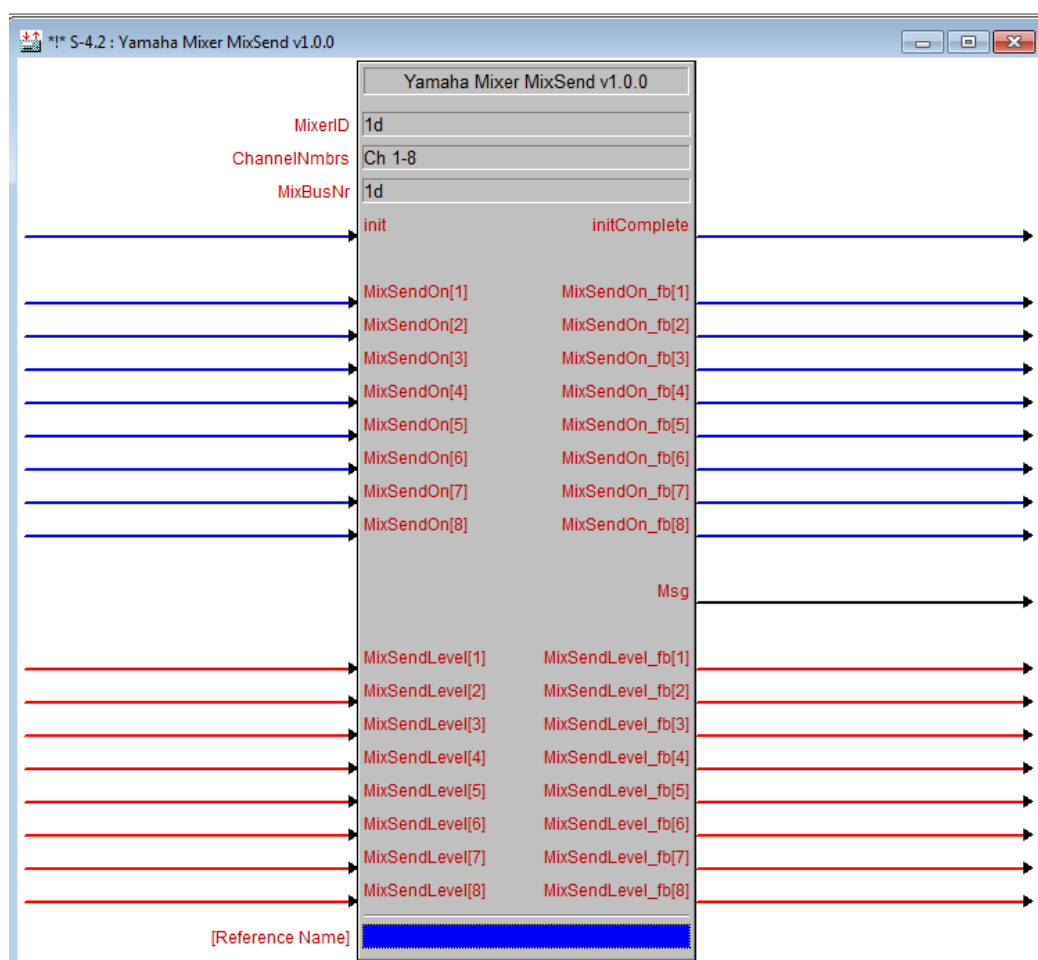 *!* S-4.2 : Yamaha Mixer MixSend v1.0.0
Yamaha Mixer MixSend v1.0.0
MixerID 1d
ChannelNmbrs Ch 1-8
MixBusNr 1d
init initComplete
MixSendOn[1] MixSendOn_fb[1]
MixSendOn[2] MixSendOn_fb[2]
MixSendOn[3] MixSendOn_fb[3]
MixSendOn[4] MixSendOn_fb[4]
MixSendOn[5] MixSendOn_fb[5]
MixSendOn[6] MixSendOn_fb[6]
MixSendOn[7] MixSendOn_fb[7]
MixSendOn[8] MixSendOn_fb[8]
Msg
MixSendLevel[1] MixSendLevel_fb[1]
MixSendLevel[2] MixSendLevel_fb[2]
MixSendLevel[3] MixSendLevel_fb[3]
MixSendLevel[4] MixSendLevel_fb[4]
MixSendLevel[5] MixSendLevel_fb[5]
MixSendLevel[6] MixSendLevel_fb[6]
MixSendLevel[7] MixSendLevel_fb[7]
MixSendLevel[8] MixSendLevel_fb[8]
[Reference Name]